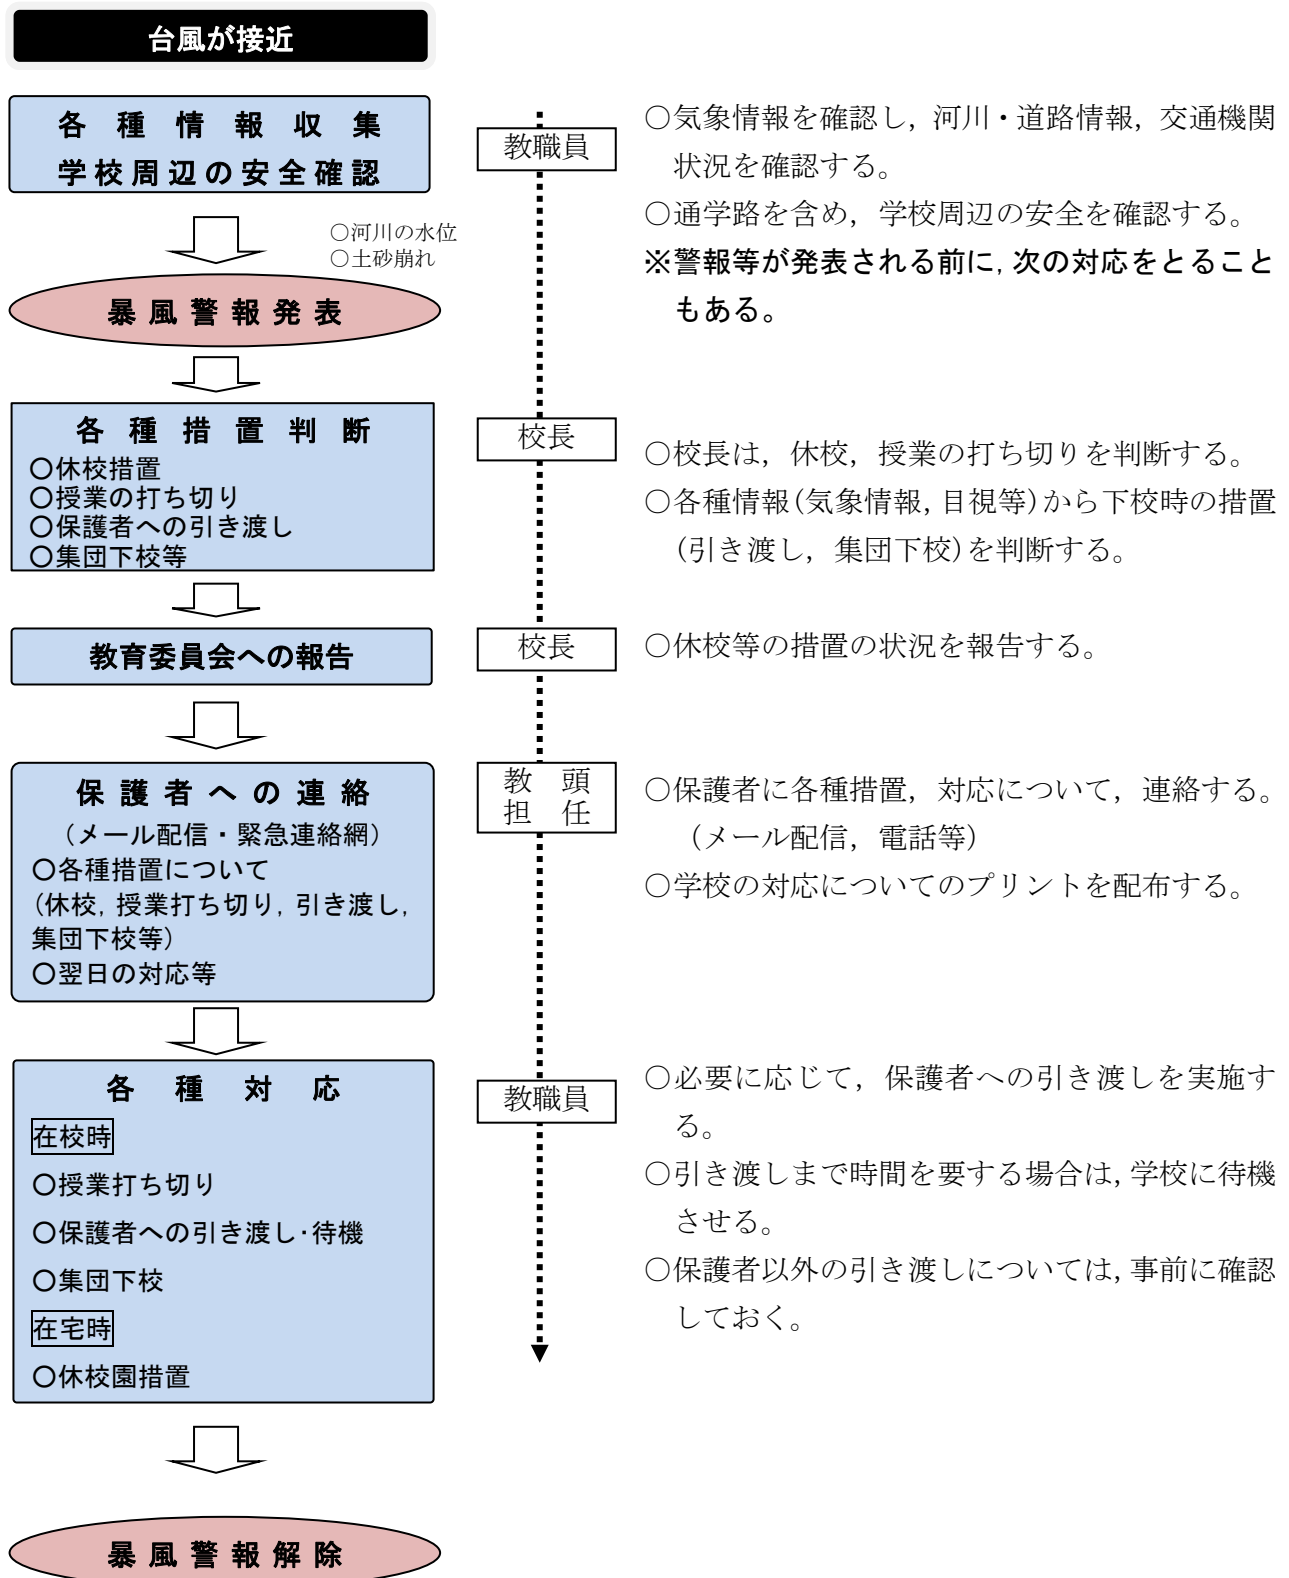 台風が接近
各種情報収集
学校周辺の安全確認
教職員
○気象情報を確認し，河川・道路情報，交通機関
状況を確認する。
○通学路を含め，学校周辺の安全を確認する。
※警報等が発表される前に，次の対応をとること
もある。
○河川の水位
○土砂崩れ
暴風警報発表
各種措置判断
○休校措置
○授業の打ち切り
○保護者への引き渡し
○集団下校等
校長
○校長は，休校，授業の打ち切りを判断する。
○各種情報（気象情報，目視等）から下校時の措置
（引き渡し，集団下校）を判断する。
教育委員会への報告
校長
○休校等の措置の状況を報告する。
保護者への連絡
（メール配信・緊急連絡網）
○各種措置について
（休校，授業打ち切り，引き渡し，
集団下校等）
○翌日の対応等
教　頭
担　任
○保護者に各種措置，対応について，連絡する。
（メール配信，電話等）
○学校の対応についてのプリントを配布する。
各種対応
在校時
○授業打ち切り
○保護者への引き渡し・待機
○集団下校
在宅時
○休校園措置
教職員
○必要に応じて，保護者への引き渡しを実施す
る。
○引き渡しまで時間を要する場合は，学校に待機
させる。
○保護者以外の引き渡しについては，事前に確認
しておく。
暴風警報解除